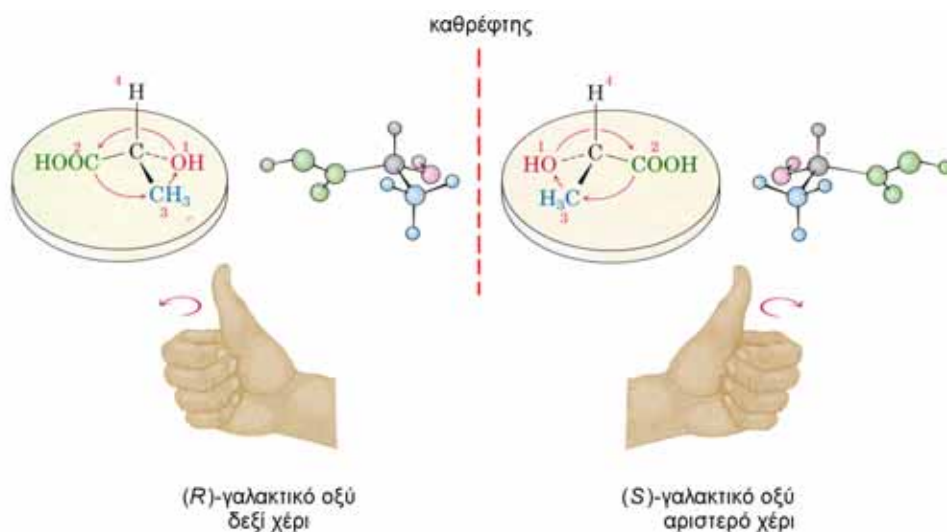 καθρέφτης
4
H
2
1
HOOC
C
OH
CH₃
3
4
H
1
2
HO
C
COOH
H₃C
3
(R)-γαλακτικό οξύ
δεξί χέρι
(S)-γαλακτικό οξύ
αριστερό χέρι